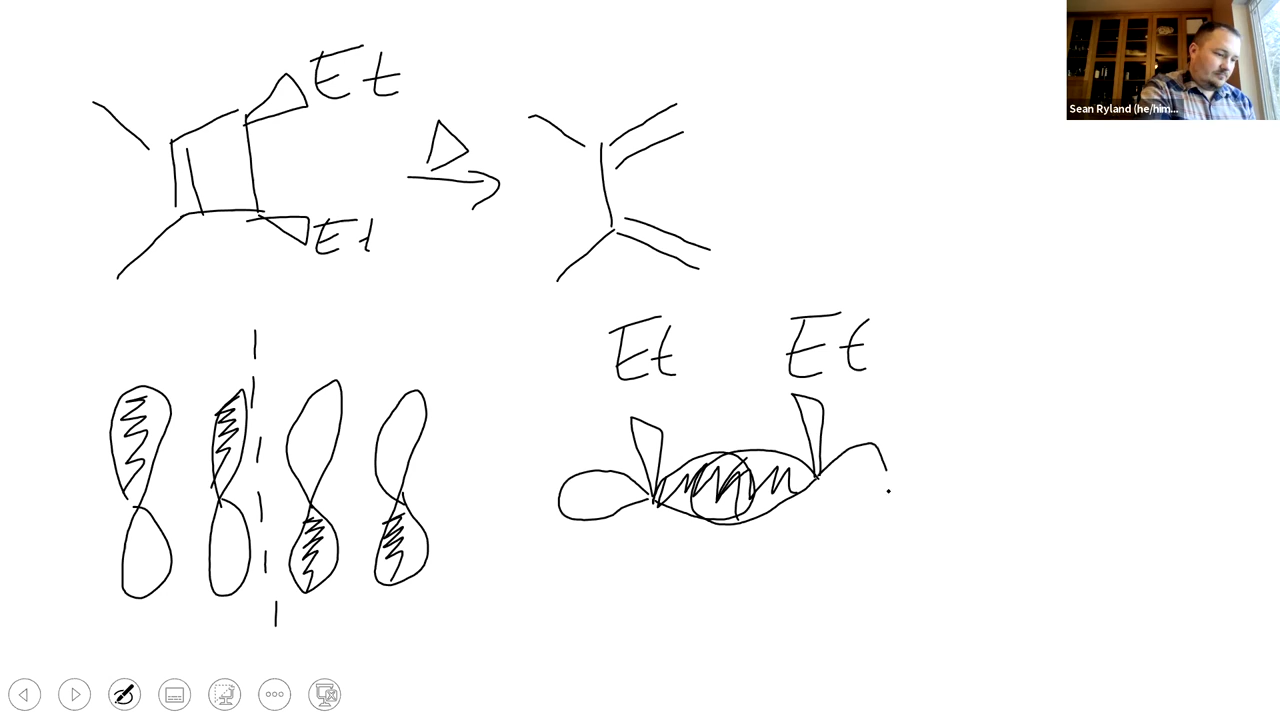 Sean Ryland (he/him...
Et
Δ
Et
Et Et